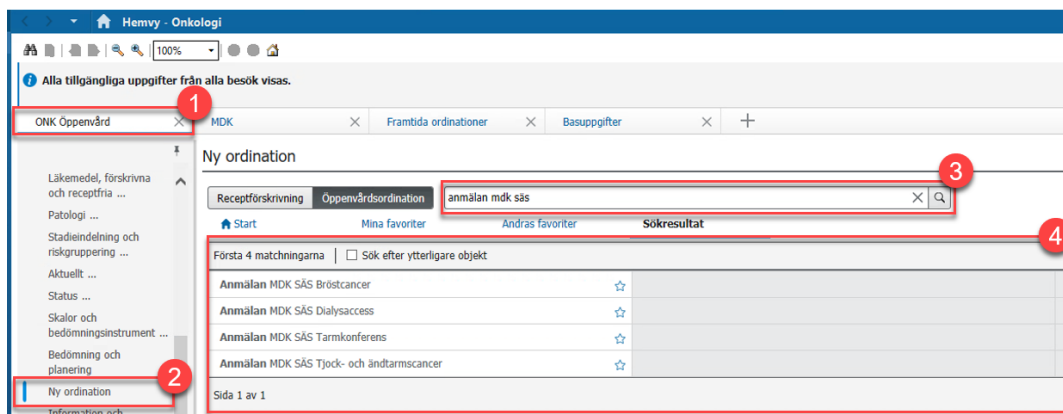 Hemvy - Onkologi
100%
Alla tillgängliga uppgifter från alla besök visas.
1
ONK Öppenvård
MDK
Framtida ordinationer
Basuppgifter
Ny ordination
3
Läkemedel, förskrivna
och receptfria ...
Patologi ...
Stadieindelning och
riskgruppering ...
Aktuellt ...
Status ...
Skalor och
bedömningsinstrument ...
Bedömning och
planering
2
Ny ordination
Information och
Receptförskrivning
Öppenvårdsordination
anmälan mdk säs
Start
Mina favoriter
Andras favoriter
Sökresultat
4
Första 4 matchningarna
Sök efter ytterligare objekt
Anmälan MDK SÄS Bröstcancer
Anmälan MDK SÄS Dialysaccess
Anmälan MDK SÄS Tarmkonferens
Anmälan MDK SÄS Tjock- och ändtarmscancer
Sida 1 av 1